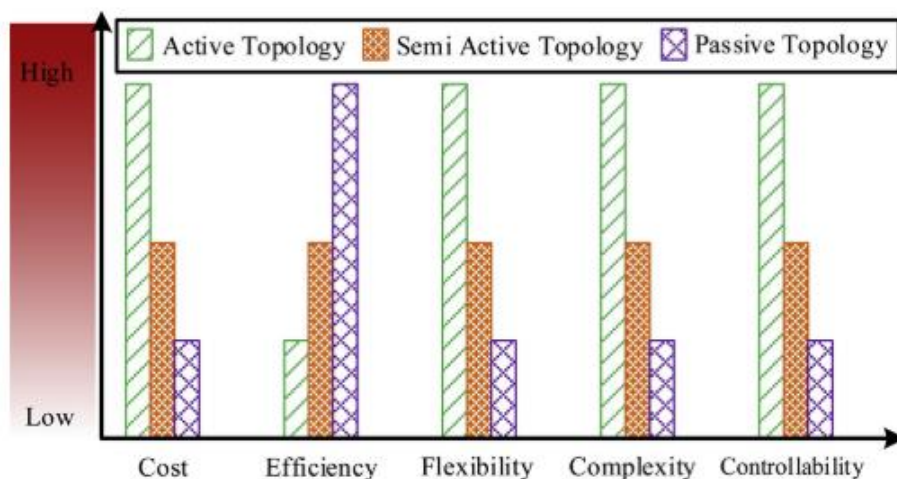 Active Topology
Semi Active Topology
Passive Topology
High
Low
Cost
Efficiency
Flexibility
Complexity
Controllability